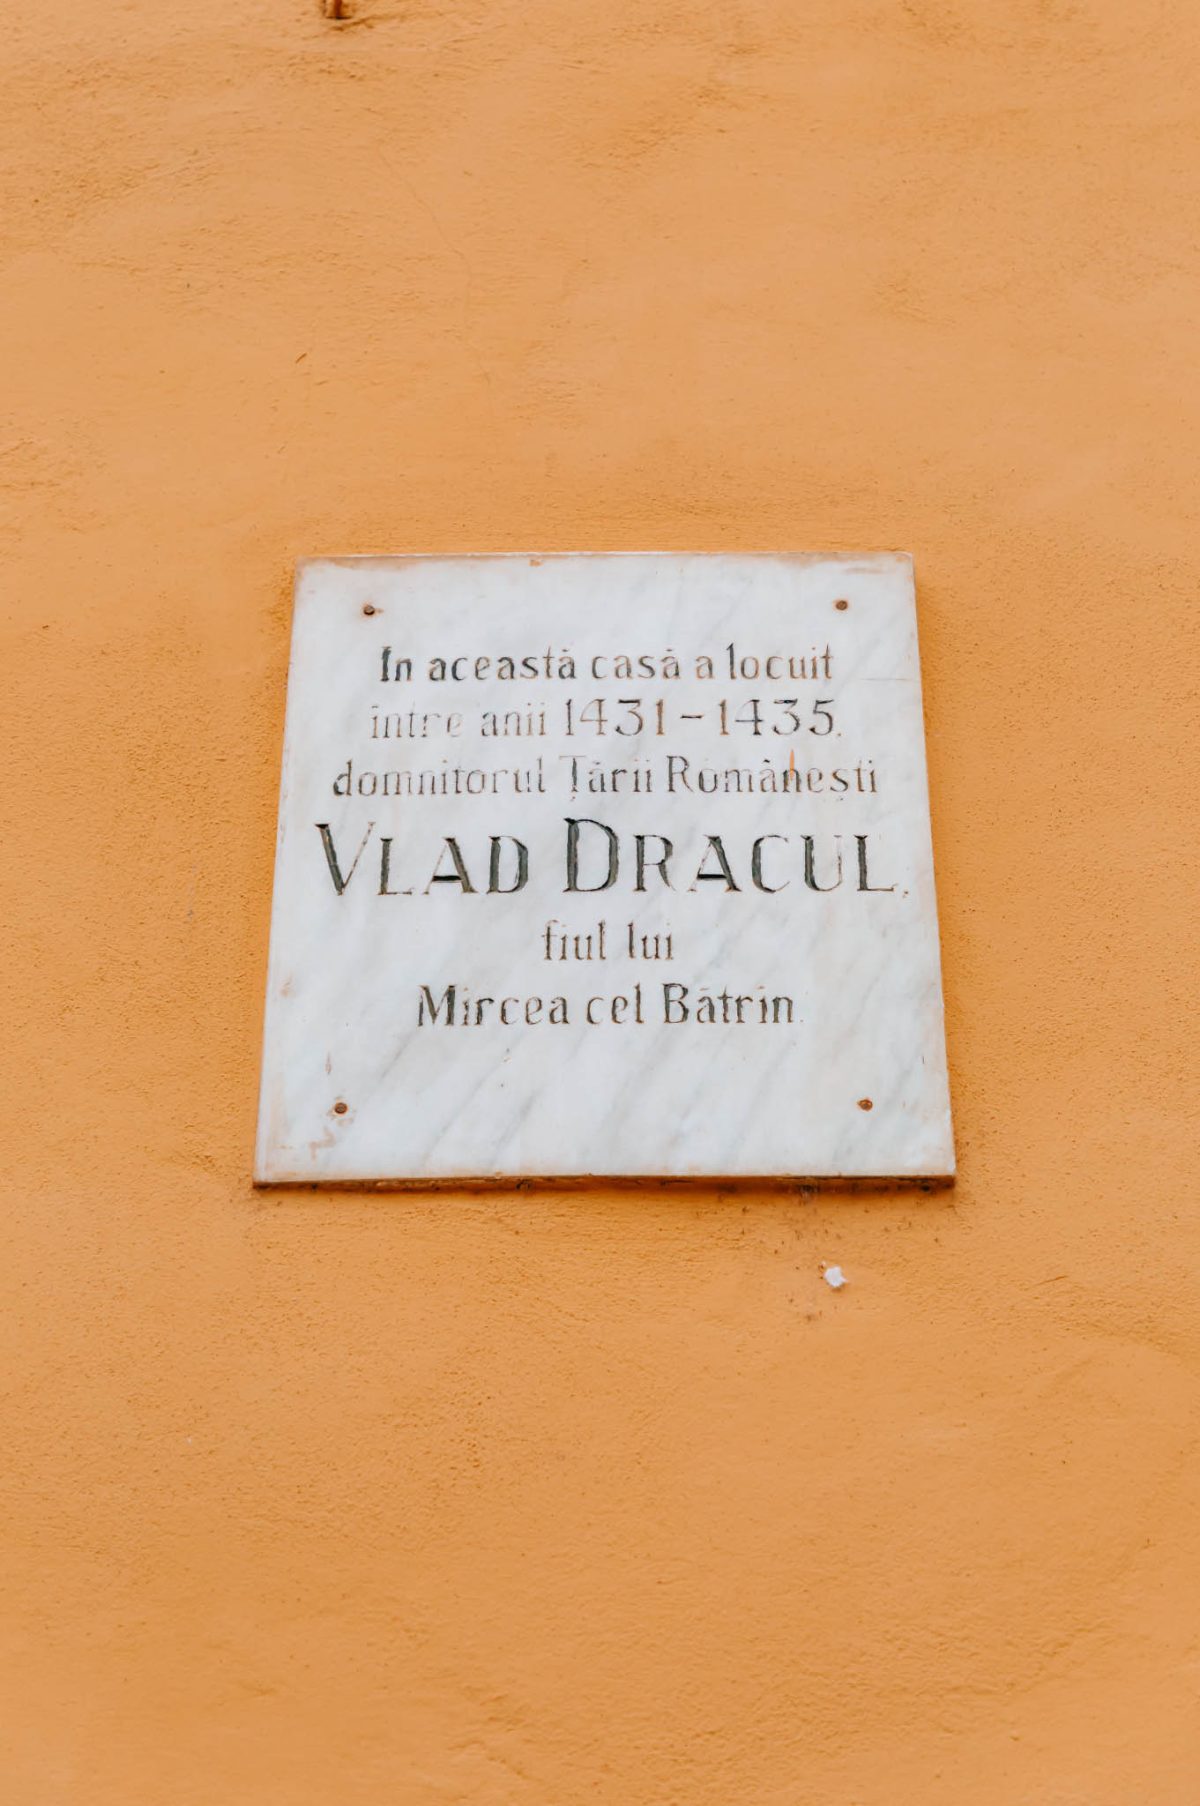 In această casă a locuit
între anii 1431-1435,
domnitorul Țării Românești
VLAD DRACUL,
fiul lui
Mircea cel Bătrîn.